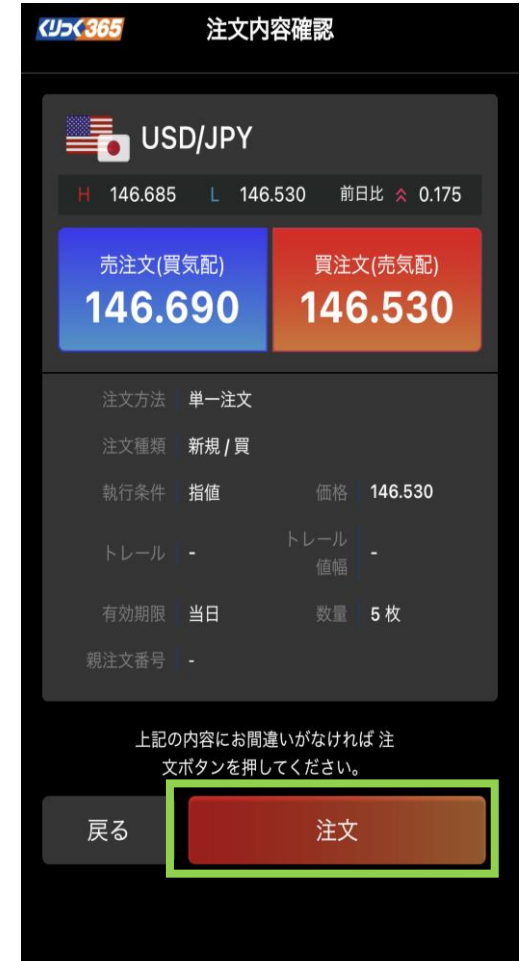 くりっく365 注文内容確認
USD/JPY
H 146.685 L 146.530 前日比 0.175
売注文(買気配) 買注文(売気配)
146.690 146.530
注文方法 単一注文
注文種類 新規 / 買
執行条件 指値 価格 146.530
トレール - トレール
値幅 -
有効期限 当日 数量 5 枚
親注文番号 -
上記の内容にお間違いがなければ 注
文ボタンを押してください。
戻る 注文